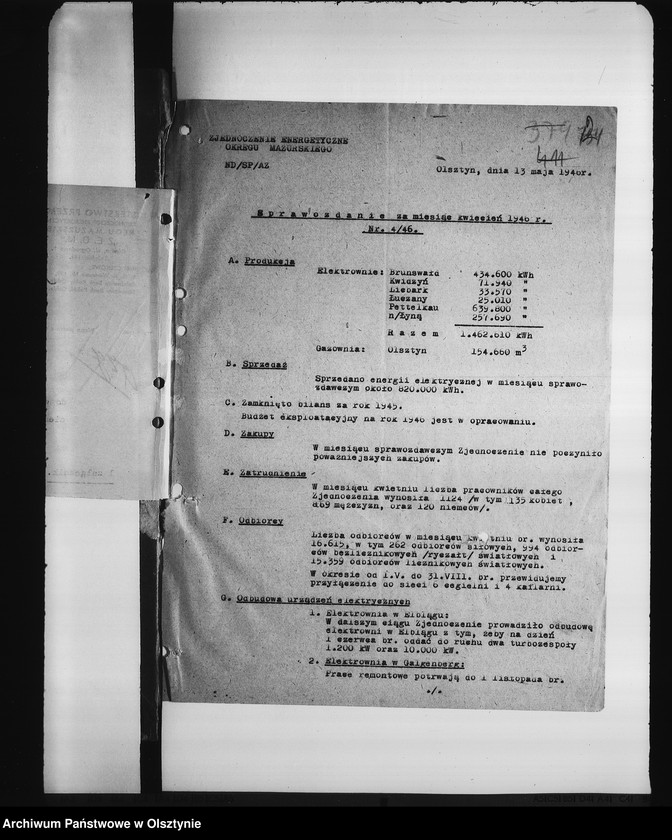 ZJEDNOCZENIE ENERGETYCZNE
OKRĘGU MAZURSKIEGO
ND/SP/AZ
Olsztyn, dnia 13 maja 1946r.
Sprawozdanie za miesiąc kwiecień 1946 r.
Nr. 4/46.
A. Produkcja
Elektrownie: Brunswałd 434.600 kWh
Kwidzyń 71.940 "
Lidbark 33.570 "
Łuczany 25.010 "
Pettelkau 639.800 "
n/Łyną 257.690 "
R a z e m 1.462.610 kWh
Gazownia: Olsztyn 154.660 m3
B. Sprzedaż
Sprzedano energii elektrycznej w miesiącu sprawo-
zdawczym około 820.000 kWh.
C. Zamknięto bilans za rok 1945.
Budżet eksploatacyjny na rok 1946 jest w opracowaniu.
D. Zakupy
W miesiącu sprawozdawczym Zjednoczenie nie poczyniło
poważniejszych zakupów.
E. Zatrudnienie
W miesiącu kwietniu liczba pracowników całego
Zjednoczenia wynosiła 1124 /w tym 135 kobiet,
869 mężczyzn, oraz 120 niemców/.
F. Odbiorcy
Liczba odbiorców w miesiącu kwietniu br. wynosiła
16.615, w tym 262 odbiorców siłowych, 994 odbior-
ców bezlicznikowych /ryczałt/ światłowych i
15.359 odbiorców licznikowych światłowych.
W okresie od 1.V. do 31.VIII. br. przewidujemy
przyłączenie do sieci 6 cegielni i 4 kaflarni.
G. Odbudowa urządzeń elektrycznych
1. Elektrownia w Elblągu:
W dalszym ciągu Zjednoczenie prowadziło odbudowę
elektrowni w Elblągu z tym, żeby na dzień
1 czerwca br. oddać do ruchu dwa turbozespoły
1.200 kW oraz 10.000 kW.
2. Elektrownia w Galgenberg:
Prace remontowe potrwają do 1 listopada br.
./.
Archiwum Państwowe w Olsztynie